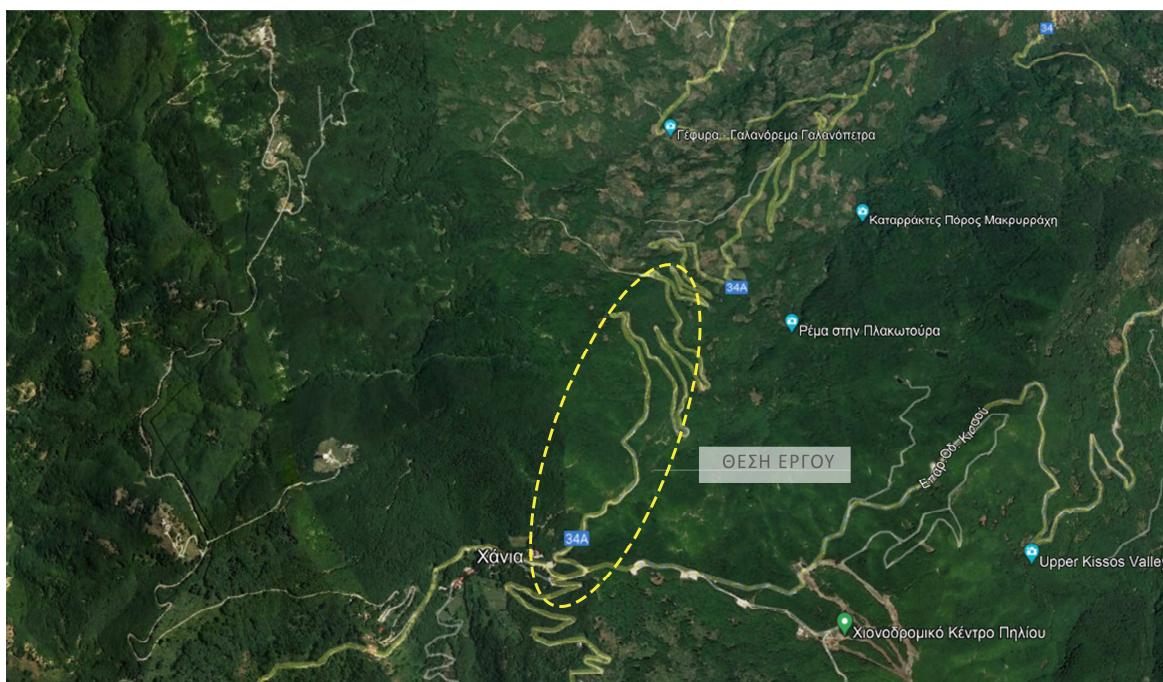 34
Γέφυρα - Γαλανόρεμα Γαλανόπετρα
Καταρράκτες Πόρος Μακρυρράχη
34A
Ρέμα στην Πλακωτούρα
Επαρ.Οδ. Κισσού
ΘΕΣΗ ΕΡΓΟΥ
34A
Χάνια
Upper Kissos Valley
Χιονοδρομικό Κέντρο Πηλίου